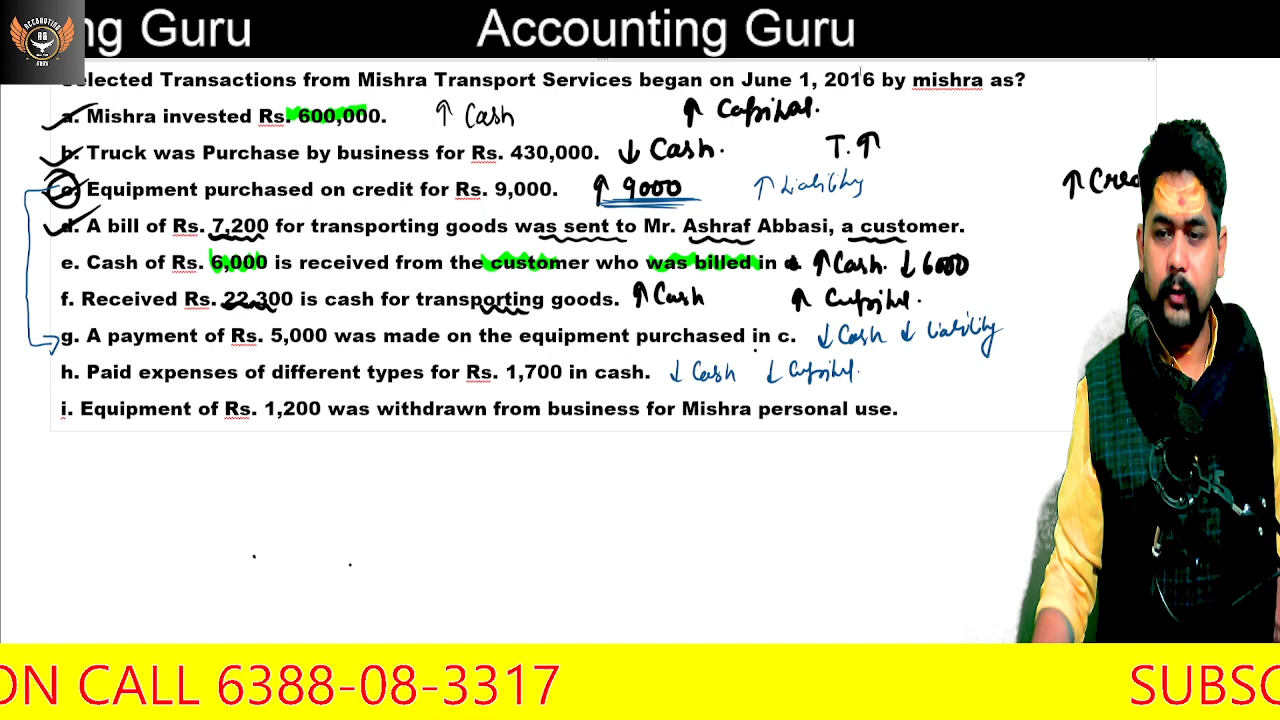 ng Guru Accounting Guru
ACCOUNTING AG GURU
elected Transactions from Mishra Transport Services began on June 1, 2016 by mishra as?
a. Mishra invested Rs. 600,000. ↑ Cash ↑ Capital.
b. Truck was Purchase by business for Rs. 430,000. ↓ Cash. T. ↑
c. Equipment purchased on credit for Rs. 9,000. ↑ 9000 ↑ Liability ↑ Cre
d. A bill of Rs. 7,200 for transporting goods was sent to Mr. Ashraf Abbasi, a customer.
e. Cash of Rs. 6,000 is received from the customer who was billed in d. ↑ Cash. ↓ 6000
f. Received Rs. 22,300 is cash for transporting goods. ↑ Cash ↑ Capital.
g. A payment of Rs. 5,000 was made on the equipment purchased in c. ↓ Cash ↓ liability
h. Paid expenses of different types for Rs. 1,700 in cash. ↓ Cash ↓ Capital.
i. Equipment of Rs. 1,200 was withdrawn from business for Mishra personal use.
ON CALL 6388-08-3317 SUBSC